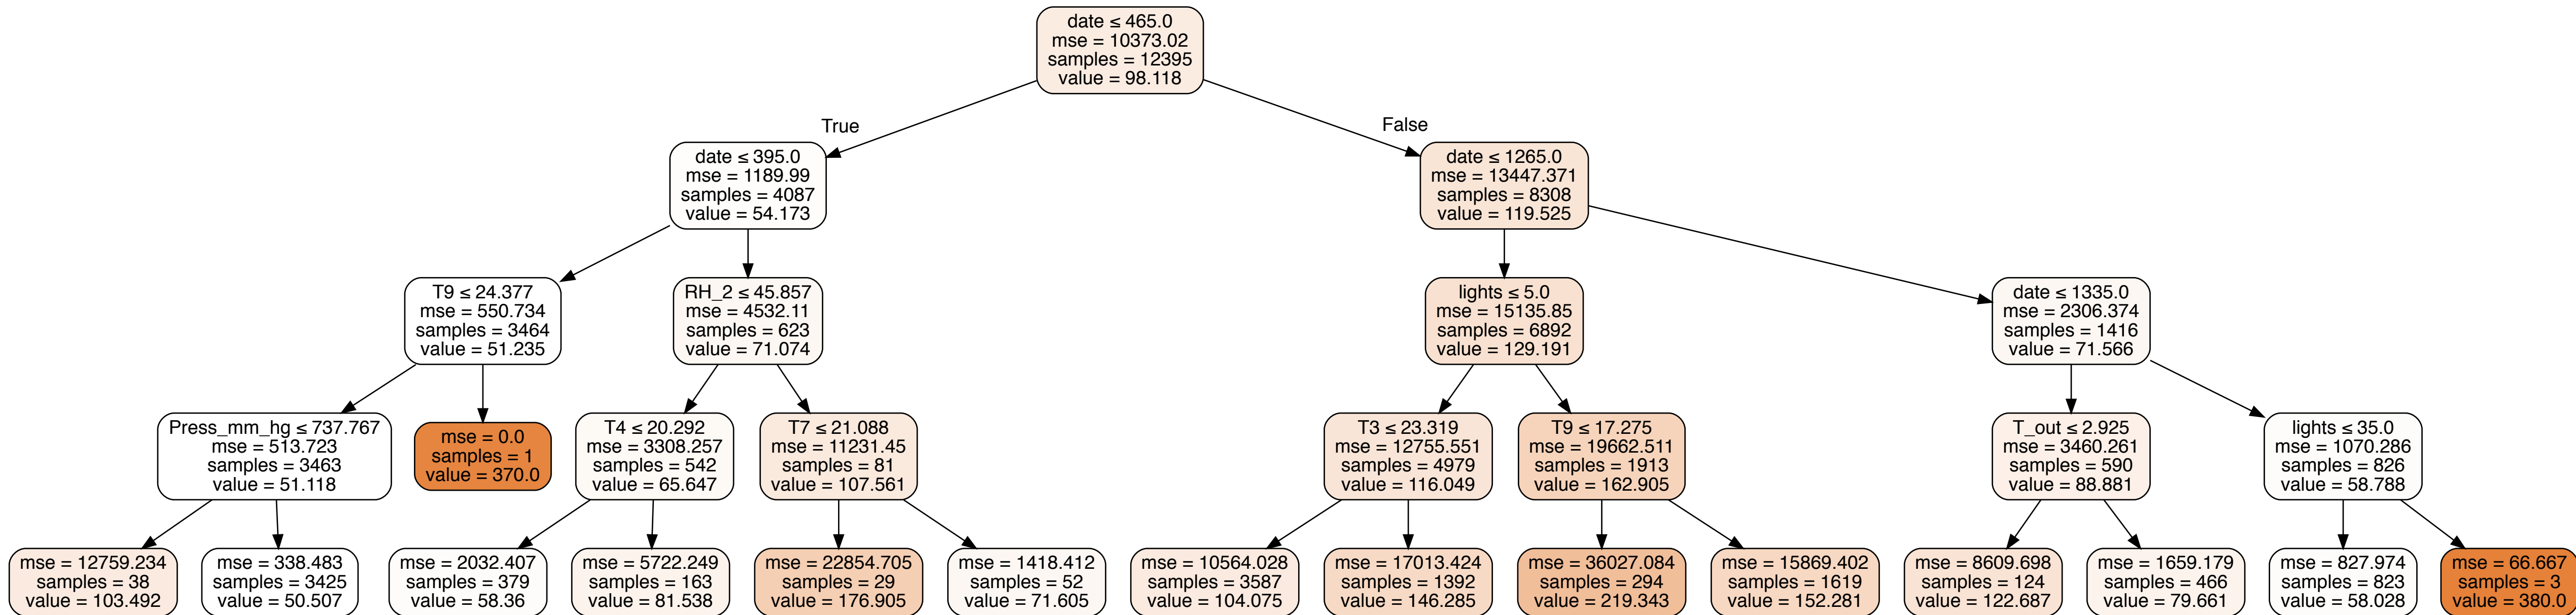 date ≤ 465.0
mse = 10373.02
samples = 12395
value = 98.118
True
False
date ≤ 395.0
mse = 1189.99
samples = 4087
value = 54.173
date ≤ 1265.0
mse = 13447.371
samples = 8308
value = 119.525
T9 ≤ 24.377
mse = 550.734
samples = 3464
value = 51.235
RH_2 ≤ 45.857
mse = 4532.11
samples = 623
value = 71.074
lights ≤ 5.0
mse = 15135.85
samples = 6892
value = 129.191
date ≤ 1335.0
mse = 2306.374
samples = 1416
value = 71.566
Press_mm_hg ≤ 737.767
mse = 513.723
samples = 3463
value = 51.118
mse = 0.0
samples = 1
value = 370.0
T4 ≤ 20.292
mse = 3308.257
samples = 542
value = 65.647
T7 ≤ 21.088
mse = 11231.45
samples = 81
value = 107.561
T3 ≤ 23.319
mse = 12755.551
samples = 4979
value = 116.049
T9 ≤ 17.275
mse = 19662.511
samples = 1913
value = 162.905
T_out ≤ 2.925
mse = 3460.261
samples = 590
value = 88.881
lights ≤ 35.0
mse = 1070.286
samples = 826
value = 58.788
mse = 12759.234
samples = 38
value = 103.492
mse = 338.483
samples = 3425
value = 50.507
mse = 2032.407
samples = 379
value = 58.36
mse = 5722.249
samples = 163
value = 81.538
mse = 22854.705
samples = 29
value = 176.905
mse = 1418.412
samples = 52
value = 71.605
mse = 10564.028
samples = 3587
value = 104.075
mse = 17013.424
samples = 1392
value = 146.285
mse = 36027.084
samples = 294
value = 219.343
mse = 15869.402
samples = 1619
value = 152.281
mse = 8609.698
samples = 124
value = 122.687
mse = 1659.179
samples = 466
value = 79.661
mse = 827.974
samples = 823
value = 58.028
mse = 66.667
samples = 3
value = 380.0